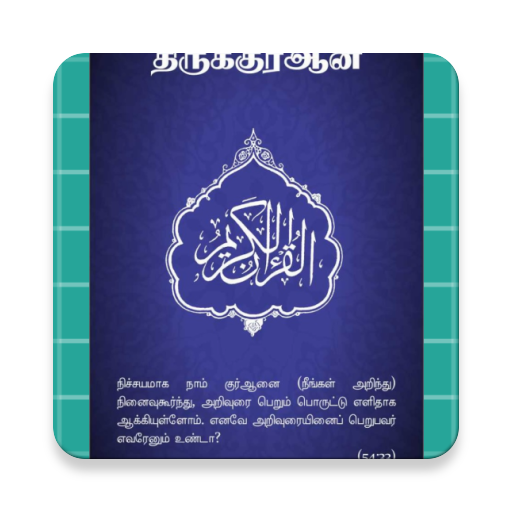 திருக்குர்ஆன்
القرآن الكريم
நிச்சயமாக நாம் குர்ஆனை (நீங்கள் அறிந்து)
நினைவுகூர்ந்து, அறிவுரை பெறும் பொருட்டு எளிதாக
ஆக்கியுள்ளோம். எனவே அறிவுரையினைப் பெறுபவர்
எவரேனும் உண்டா?
(54:22)